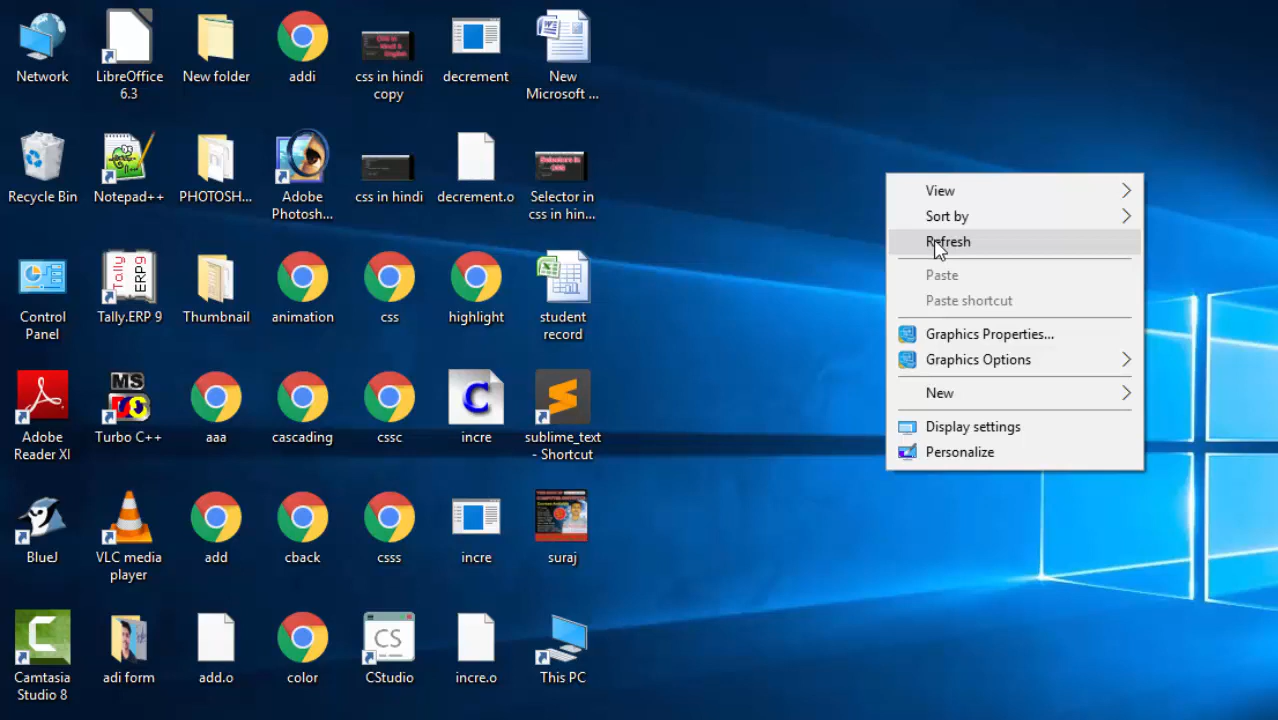 Network
LibreOffice
6.3
New folder
addi
css in hindi
copy
decrement
New
Microsoft ...
Recycle Bin
Notepad++
PHOTOSH...
Adobe
Photosh...
css in hindi
decrement.o
Selector in
css in hin...
Control
Panel
Tally.ERP 9
Thumbnail
animation
css
highlight
student
record
Adobe
Reader XI
Turbo C++
aaa
cascading
cssc
incre
sublime_text
- Shortcut
BlueJ
VLC media
player
add
cback
csss
incre
suraj
Camtasia
Studio 8
adi form
add.o
color
CStudio
incre.o
This PC
Tally
ERP9
MS
C
CS
View
Sort by
Refresh
Paste
Paste shortcut
Graphics Properties...
Graphics Options
New
Display settings
Personalize